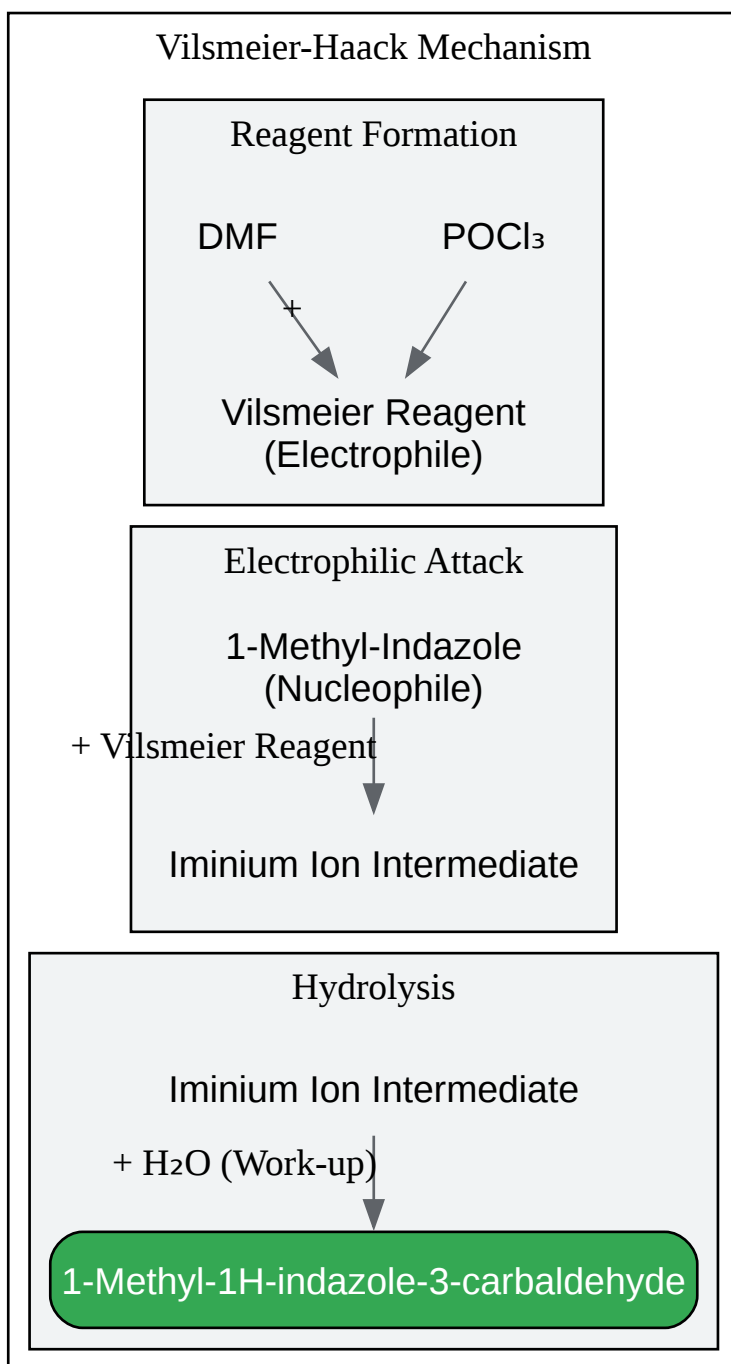 Vilsmeier-Haack Mechanism
Reagent Formation
DMF
POCl₃
+
Vilsmeier Reagent
(Electrophile)
Electrophilic Attack
1-Methyl-Indazole
(Nucleophile)
+ Vilsmeier Reagent
Iminium Ion Intermediate
Hydrolysis
Iminium Ion Intermediate
+ H₂O (Work-up)
1-Methyl-1H-indazole-3-carbaldehyde